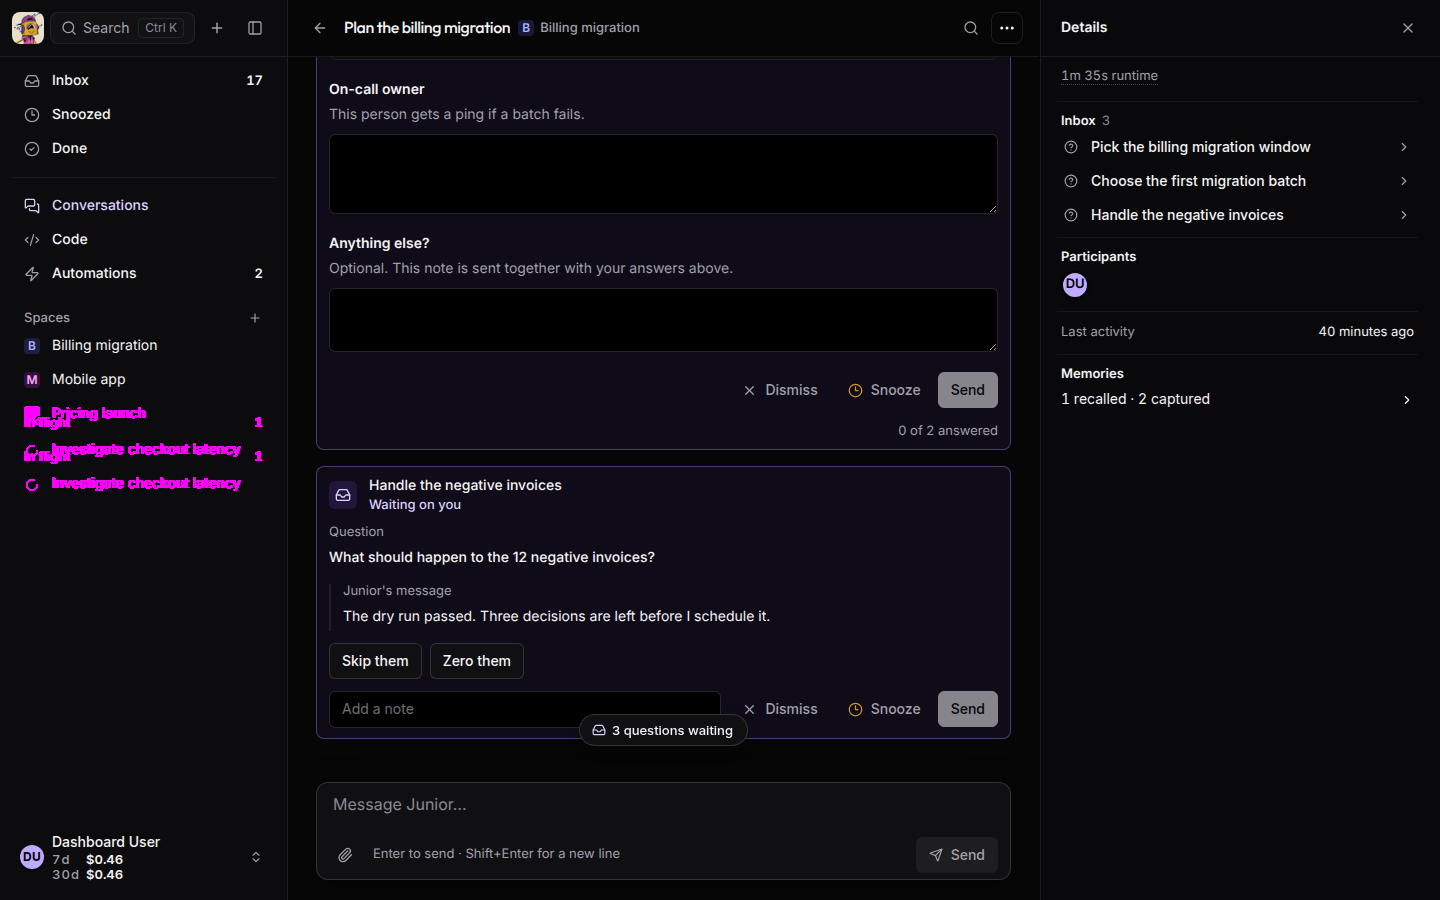 Search Ctrl K
Inbox 17
Snoozed
Done
Conversations
Code
Automations 2
Spaces
Billing migration
Mobile app
Pricing launch
In flight 1
Investigate checkout latency
In flight 1
Investigate checkout latency
Dashboard User
DU
7d $0.46
30d $0.46
Plan the billing migration B Billing migration
On-call owner
This person gets a ping if a batch fails.
Anything else?
Optional. This note is sent together with your answers above.
Dismiss Snooze Send
0 of 2 answered
Handle the negative invoices
Waiting on you
Question
What should happen to the 12 negative invoices?
Junior's message
The dry run passed. Three decisions are left before I schedule it.
Skip them Zero them
Add a note Dismiss Snooze Send
3 questions waiting
Message Junior...
Enter to send · Shift+Enter for a new line Send
Details
1m 35s runtime
Inbox 3
Pick the billing migration window
Choose the first migration batch
Handle the negative invoices
Participants
DU
Last activity 40 minutes ago
Memories
1 recalled · 2 captured